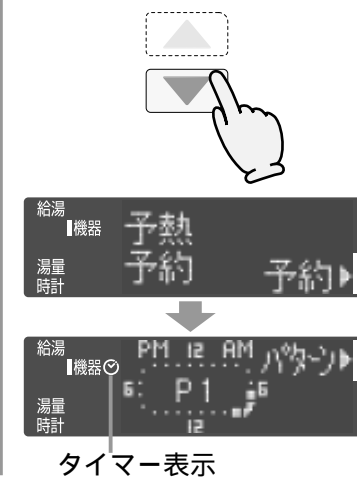 給湯
機器
予熱
予約
予約
湯量
時計
給湯
機器
PM 12 AM
パターン
6 P1 6
12
湯量
時計
タイマー表示